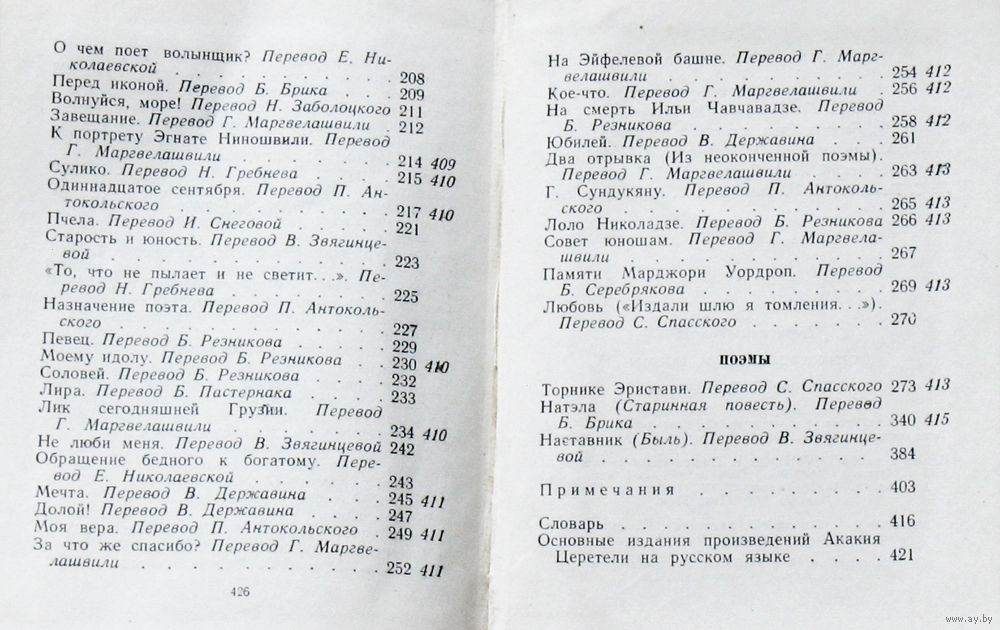 О чем поет волынщик? Перевод Е. Ни-
колаевской . . . . . . . . . . . 208
Перед иконой. Перевод Б. Брика . . . 209
Волнуйся, море! Перевод Н. Заболоцкого 211
Завещание. Перевод Г. Маргвелашвили . 212
К портрету Эгнате Ниношвили. Перевод
Г. Маргвелашвили . . . . . . . . 214 409
Сулико. Перевод Н. Гребнева . . . . 215 410
Одиннадцатое сентября. Перевод П. Ан-
токольского . . . . . . . . . . 217 410
Пчела. Перевод И. Снеговой . . . . 221
Старость и юность. Перевод В. Звягинце-
вой . . . . . . . . . . . . . 223
«То, что не пылает и не светит...». Пе-
ревод Н. Гребнева . . . . . . . . 225
Назначение поэта. Перевод П. Антоколь-
ского . . . . . . . . . . . . 227
Певец. Перевод Б. Резникова . . . . 229
Моему идолу. Перевод Б. Резникова . . 230 410
Соловей. Перевод Б. Резникова . . . . 232
Лира. Перевод Б. Пастернака . . . . 233
Лик сегодняшней Грузии. Перевод
Г. Маргвелашвили . . . . . . . . 234 410
Не люби меня. Перевод В. Звягинцевой 242
Обращение бедного к богатому. Пере-
вод Е. Николаевской . . . . . . . 243
Мечта. Перевод В. Державина . . . . 245 411
Долой! Перевод В. Державина . . . . 247
Моя вера. Перевод П. Антокольского . . 249 411
За что же спасибо? Перевод Г. Маргве-
лашвили . . . . . . . . . . . 252 411
426
На Эйфелевой башне. Перевод Г. Марг-
велашвили . . . . . . . . . . . 254 412
Кое-что. Перевод Г. Маргвелашвили . . 256 412
На смерть Ильи Чавчавадзе. Перевод
Б. Резникова . . . . . . . . . . 258 412
Юбилей. Перевод В. Державина . . . 261
Два отрывка (Из неоконченной поэмы).
Перевод Г. Маргвелашвили . . . . 263 413
Г. Сундукяну. Перевод П. Антоколь-
ского . . . . . . . . . . . . 265 413
Лоло Николадзе. Перевод Б. Резникова 266 413
Совет юношам. Перевод Г. Маргвела-
швили . . . . . . . . . . . . 267
Памяти Марджори Уордроп. Перевод
Б. Серебрякова . . . . . . . . . 269 413
Любовь («Издали шлю я томления...»).
Перевод С. Спасского . . . . . . . 270
ПОЭМЫ
Торнике Эристави. Перевод С. Спасского 273 413
Натэла (Старинная повесть). Перевод
Б. Брика . . . . . . . . . . . 340 415
Наставник (Быль). Перевод В. Звягинце-
вой . . . . . . . . . . . . . 384
Примечания . . . . . . . . 403
Словарь . . . . . . . . . . . . 416
Основные издания произведений Акакия
Церетели на русском языке . . . . . 421
www.ay.by